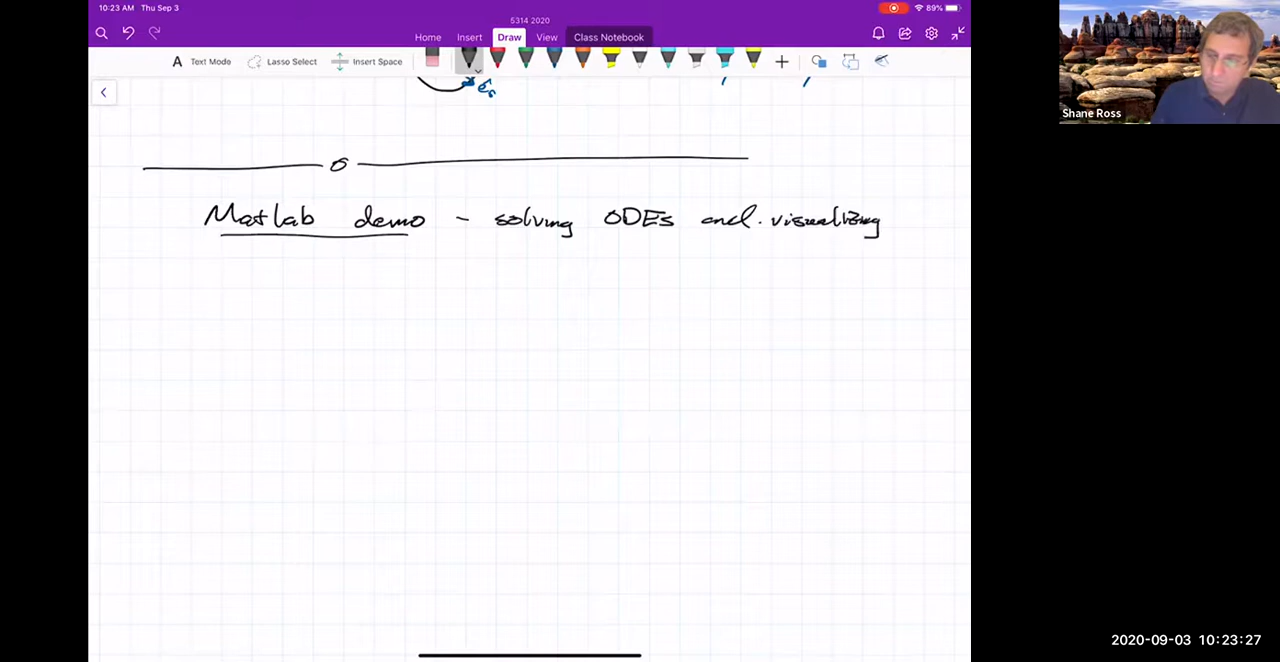 10:23 AM Thu Sep 3
89%
5314 2020
Home Insert Draw View Class Notebook
A Text Mode Lasso Select Insert Space
Shane Ross
Matlab demo - solving ODEs and visualizing
2020-09-03 10:23:27